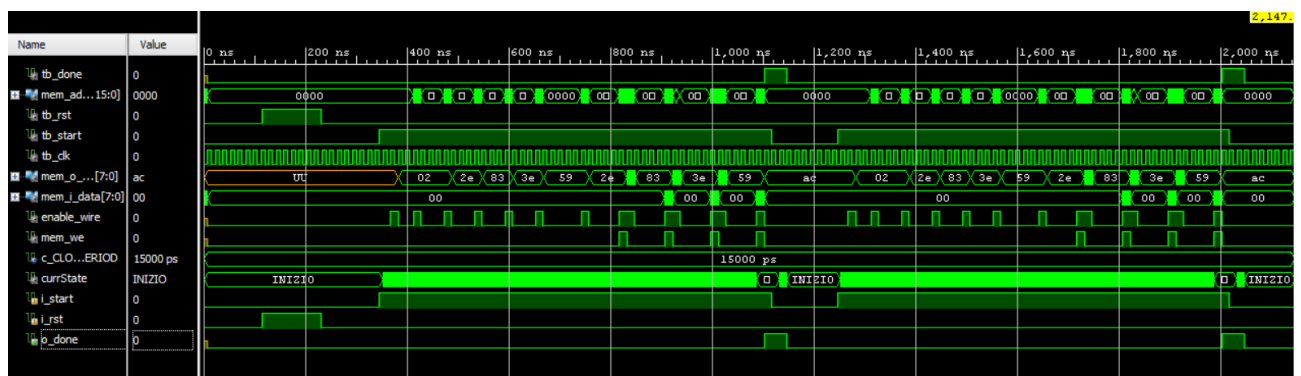 2,147.
Name Value
0 ns 200 ns 400 ns 600 ns 800 ns 1,000 ns 1,200 ns 1,400 ns 1,600 ns 1,800 ns 2,000 ns
tb_done 0
mem_ad...15:0] 0000 0000 0000 00 00 00 00 0000 0000 00 00 00 00 0000
tb_rst 0
tb_start 0
tb_clk 0
mem_o_...[7:0] ac UU 02 2e 83 3e 59 2e 83 3e 59 ac 02 2e 83 3e 59 2e 83 3e 59 ac
mem_i_data[7:0] 00 00 00 00 00 00 00 00
enable_wire 0
mem_we 0
c_CLO...ERIOD 15000 ps 15000 ps
currState INIZIO INIZIO INIZIO INIZIO
i_start 0
i_rst 0
o_done 0